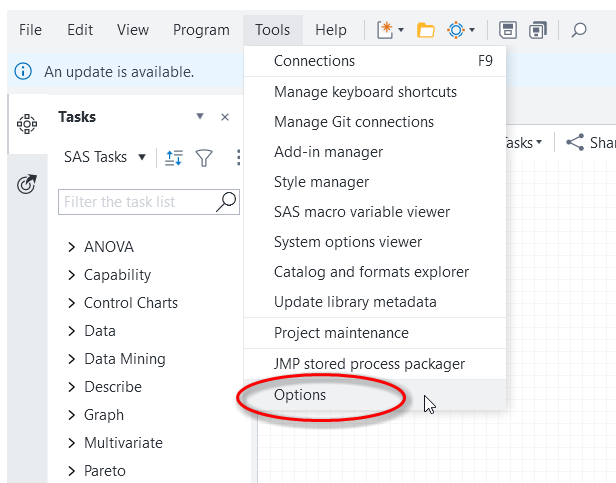 File Edit View Program Tools Help
An update is available.
Tasks
SAS Tasks
Filter the task list
ANOVA
Capability
Control Charts
Data
Data Mining
Describe
Graph
Multivariate
Pareto
Connections F9
Manage keyboard shortcuts
Manage Git connections
Add-in manager
Style manager
SAS macro variable viewer
System options viewer
Catalog and formats explorer
Update library metadata
Project maintenance
JMP stored process packager
Options
asks
Shar